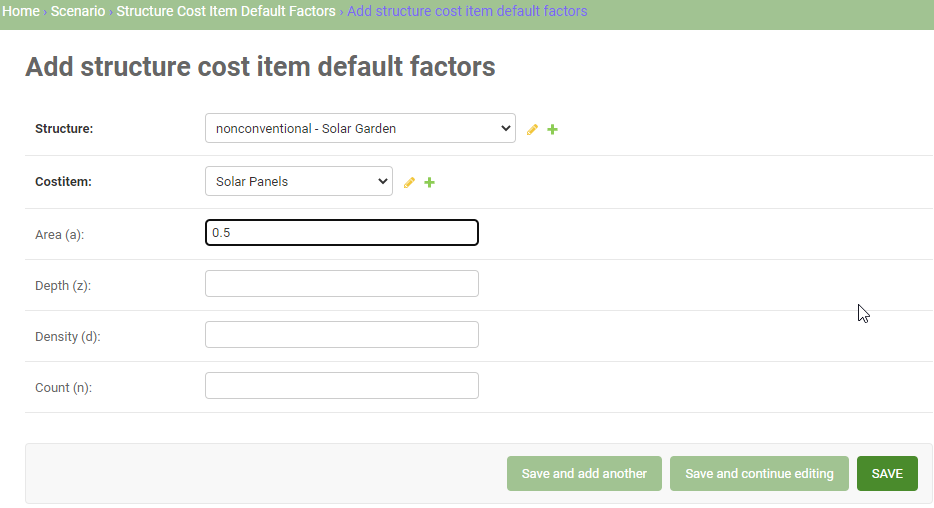 Home › Scenario › Structure Cost Item Default Factors › Add structure cost item default factors
Add structure cost item default factors
Structure: nonconventional - Solar Garden
Costitem: Solar Panels
Area (a): 0.5
Depth (z):
Density (d):
Count (n):
Save and add another Save and continue editing SAVE